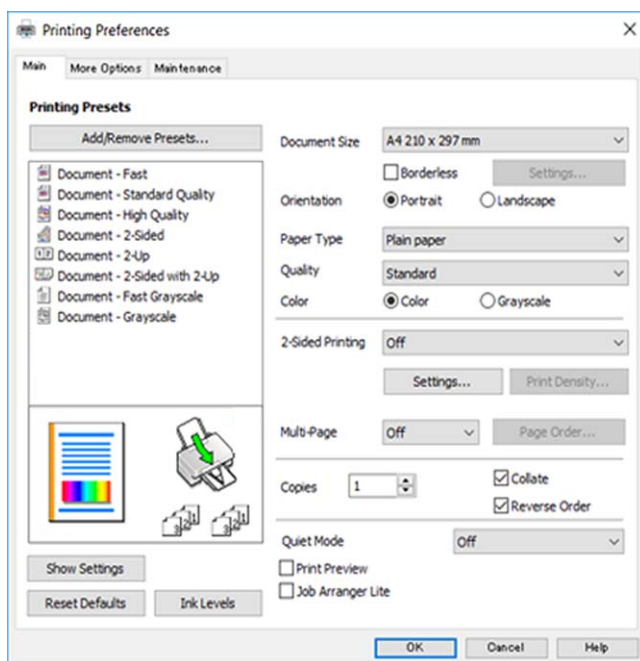 Printing Preferences
Main More Options Maintenance
Printing Presets
Add/Remove Presets...
Document - Fast
Document - Standard Quality
Document - High Quality
Document - 2-Sided
Document - 2-Up
Document - 2-Sided with 2-Up
Document - Fast Grayscale
Document - Grayscale
Show Settings
Reset Defaults Ink Levels
Document Size A4 210 x 297 mm
Borderless Settings...
Orientation Portrait Landscape
Paper Type Plain paper
Quality Standard
Color Color Grayscale
2-Sided Printing Off
Settings... Print Density...
Multi-Page Off Page Order...
Copies 1 Collate
Reverse Order
Quiet Mode Off
Print Preview
Job Arranger Lite
OK Cancel Help